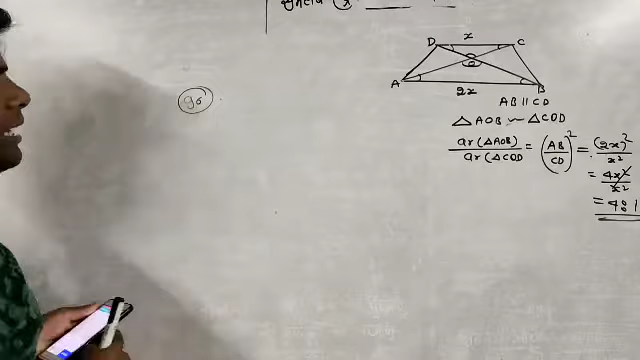 D x C
O
A 2x B
AB || CD
△AOB ~ △COD
ar(△AOB) / ar(△COD = (AB/CD)² = (2x)²/x²
= 4x²/x²
= 4:1